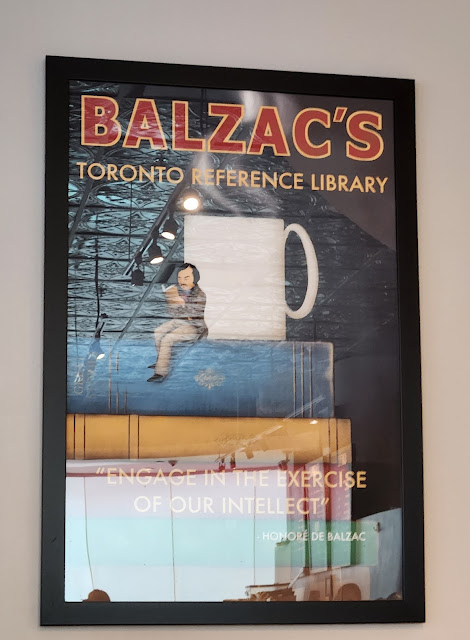 BALZAC'S
TORONTO REFERENCE LIBRARY
“ENGAGE IN THE EXERCISE
OF OUR INTELLECT”
- HONORÉ DE BALZAC